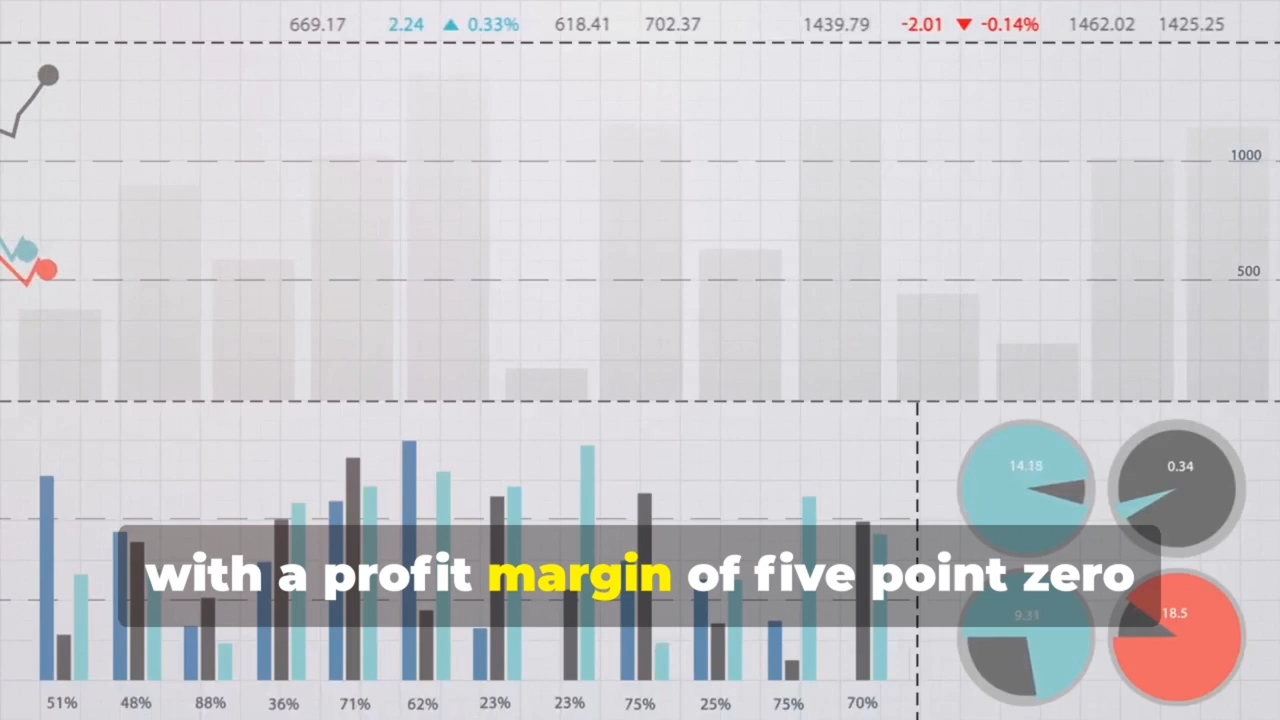 669.17 2.24 ▲ 0.33% 618.41 702.37 1439.79 -2.01 ▼ -0.14% 1462.02 1425.25
1000
500
14.18 0.34
with a profit margin of five point zero
9.31 18.5
51% 48% 88% 36% 71% 62% 23% 23% 75% 25% 75% 70%